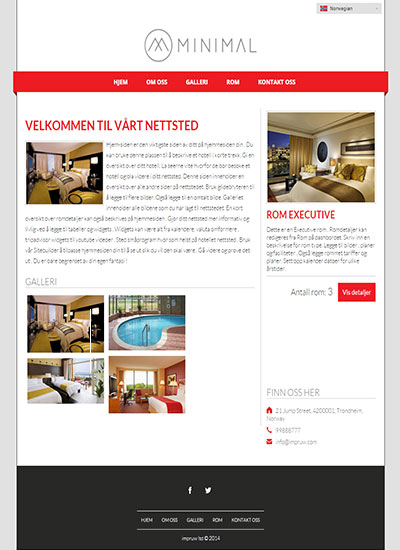 Norwegian
MINIMAL
HJEM OM OSS GALLERI ROM KONTAKT OSS
VELKOMMEN TIL VÅRT NETTSTED
Hjemsiden er den viktigste siden av ditt på hjemmesiden din . Du
kan bruke denne plassen til å beskrive et hotell i korte trekk. Gi en
oversikt over ditt hotell. La leserne vite hvorfor de bør besøke et
hotell og bla videre i ditt nettsted. Denne siden inneholder en
oversikt over alle andre sider på nettstedet. Bruk glidebryteren til
å legge til flere bilder. Også legge til en omtalt bilde. Galleriet
inneholder alle bildene som du har lagt til nettstedet. En kort
oversikt over romdetaljer kan også beskrives på hjemmesiden. Gjør ditt nettsted mer informativ og
livlig ved å legge til tabeller og widgets . Widgets kan være alt fra kalendere, valuta omformere,
tripadvisor widgets til youtube videoer . Sted småprogram hvor som helst på hotellet nettsted. Bruk
vår Sitebuilder å tilpasse hjemmesiden din til å se ut slik du vil den skal være. Gå videre og prøve det
ut . Du er bare begrenset av din egen fantasi !
GALLERI
ROM EXECUTIVE
Dette er en Executive rom . Romdetaljer kan
redigeres fra Rom på dashbordet. Skriv inn en
beskrivelse for rom type. Legge til bilder , planer
og fasiliteter . Også legge rommet tariffer og
planer. Sett opp kalender datoer for ulike
årstider.
Antall rom: 3 Vis detaljer
FINN OSS HER
21,Jump Street, 4200001, Trondheim,
Norway
99888777
info@impruw.com
HJEM OM OSS GALLERI ROM KONTAKT OSS
impruw ltd © 2014